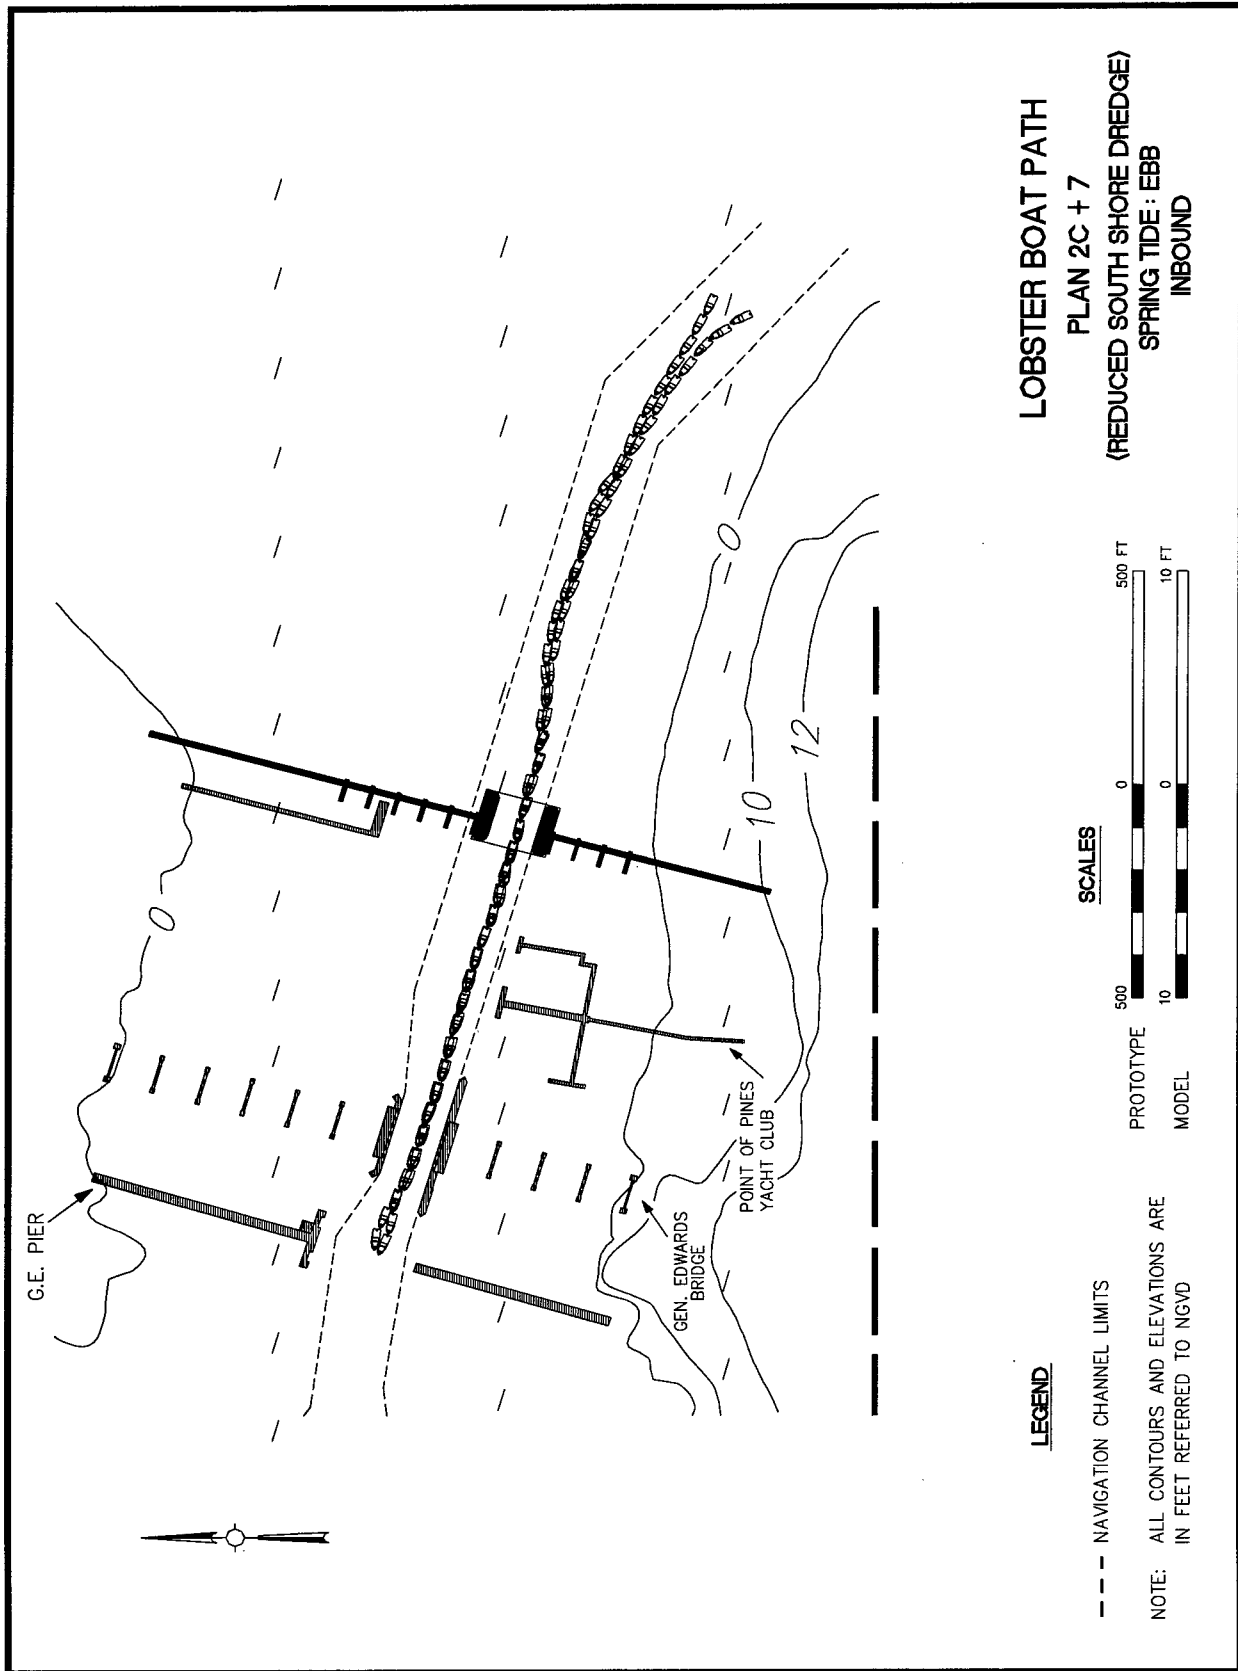 G.E. PIER
0
0
10
12
POINT OF PINES
YACHT CLUB
GEN. EDWARDS
BRIDGE
LEGEND
--- NAVIGATION CHANNEL LIMITS
NOTE: ALL CONTOURS AND ELEVATIONS ARE
IN FEET REFERRED TO NGVD
SCALES
PROTOTYPE 500 0 500 FT
MODEL 10 0 10 FT
LOBSTER BOAT PATH
PLAN 2C + 7
(REDUCED SOUTH SHORE DREDGE)
SPRING TIDE : EBB
INBOUND